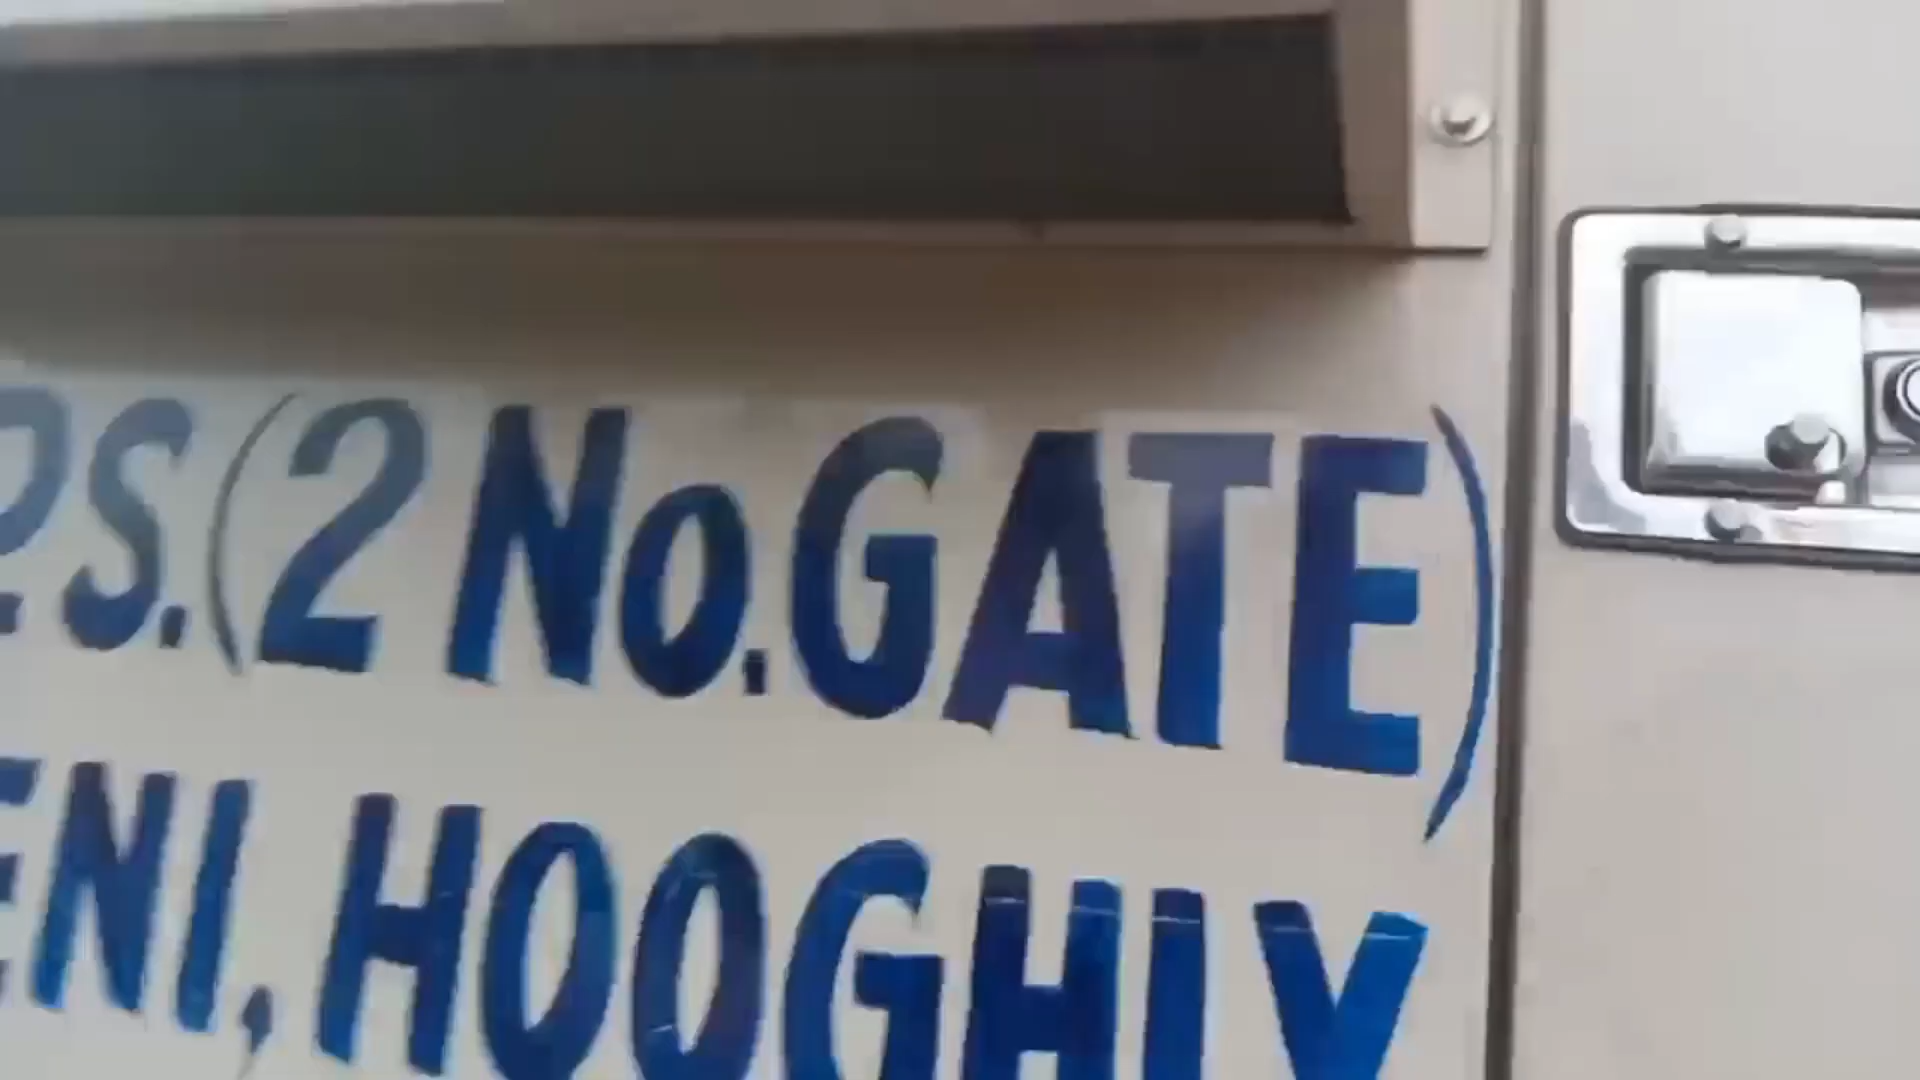 P.S. (2 No. GATE)
ENI, HOOGHLY